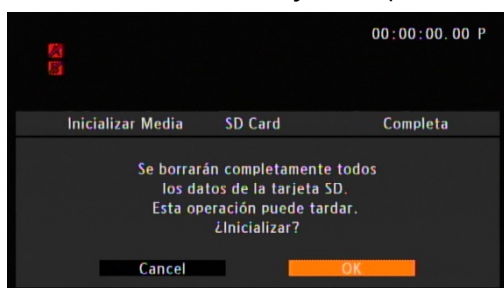 00:00:00.00 P
A
B
Inicializar Media SD Card Completa
Se borrarán completamente todos
los datos de la tarjeta SD.
Esta operación puede tardar.
¿Inicializar?
Cancel OK